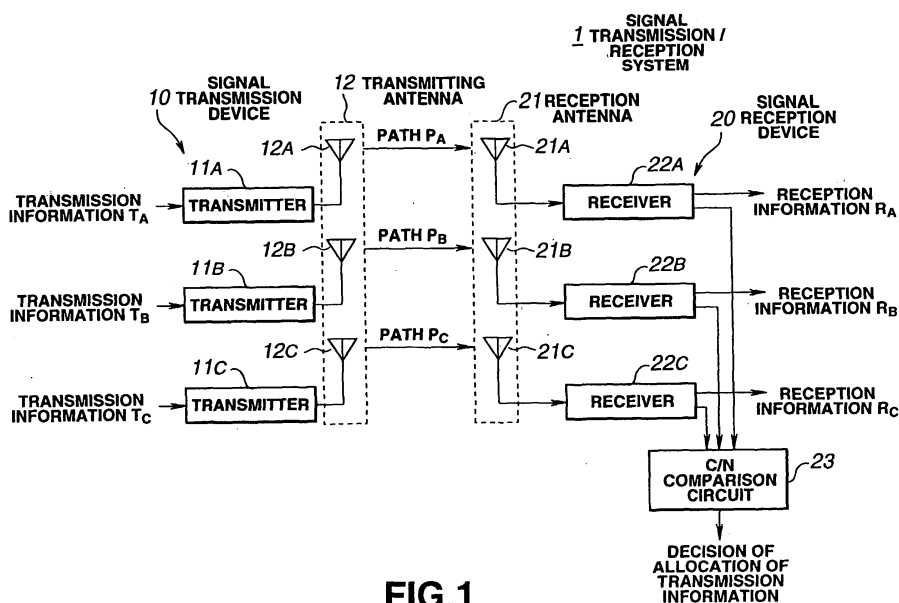 1 SIGNAL
TRANSMISSION /
RECEPTION
SYSTEM
10 SIGNAL
TRANSMISSION
DEVICE
12 TRANSMITTING
ANTENNA
21 RECEPTION
ANTENNA
20 SIGNAL
RECEPTION
DEVICE
12A
PATH PA
21A
11A
22A
TRANSMISSION
INFORMATION TA
TRANSMITTER
RECEIVER
RECEPTION
INFORMATION RA
12B
PATH PB
21B
11B
22B
TRANSMISSION
INFORMATION TB
TRANSMITTER
RECEIVER
RECEPTION
INFORMATION RB
12C
PATH PC
21C
11C
22C
TRANSMISSION
INFORMATION TC
TRANSMITTER
RECEIVER
RECEPTION
INFORMATION RC
C/N
COMPARISON
CIRCUIT
23
DECISION OF
ALLOCATION OF
TRANSMISSION
INFORMATION
FIG.1